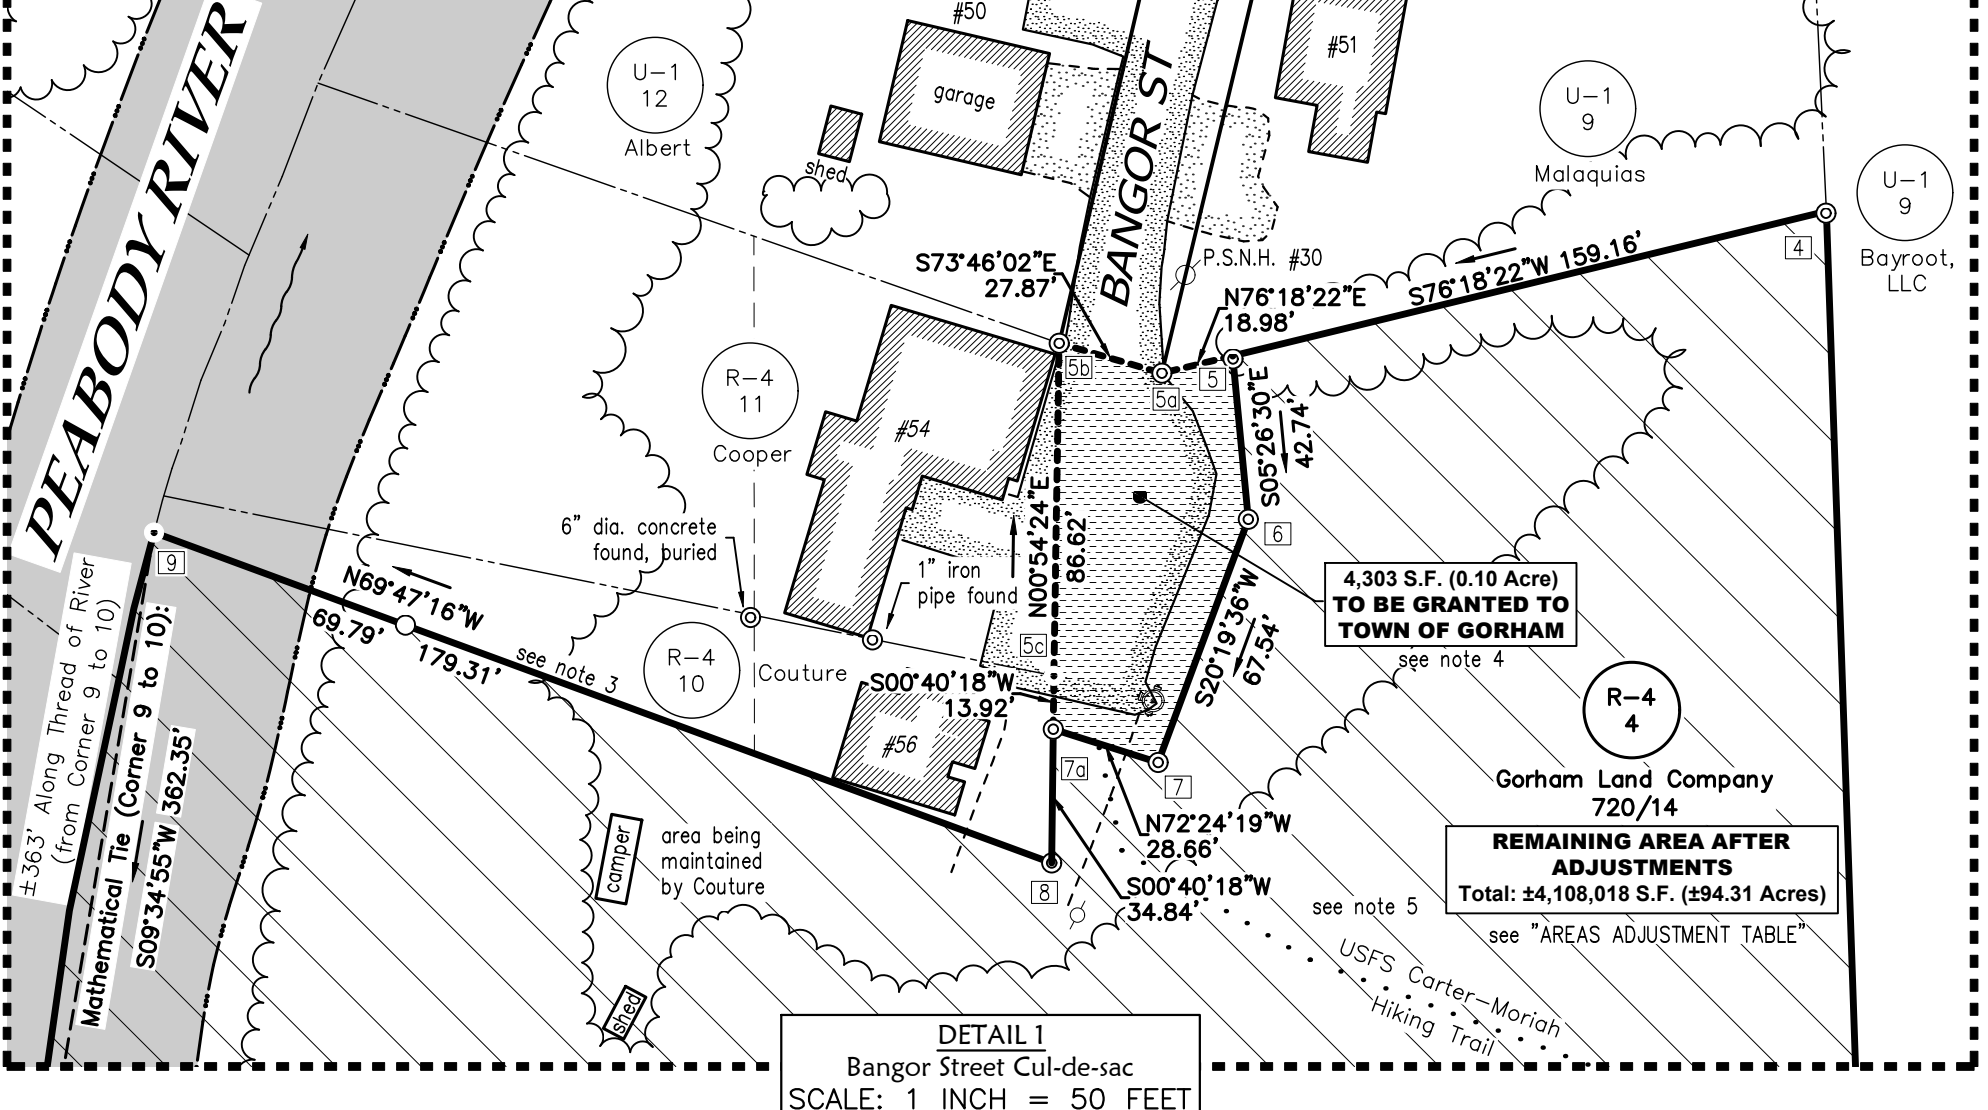 #50
#51
U-1
12
Albert
garage
shed
PEABODY RIVER
BANGOR ST
U-1
9
Malaquias
U-1
9
Bayroot,
LLC
4
S76°18'22"W 159.16'
P.S.N.H. #30
S73°46'02"E
27.87'
N76°18'22"E
18.98'
5b
5a
5
R-4
11
Cooper
#54
S05°26'30"E
42.74'
6
6" dia. concrete
found, buried
1" iron
pipe found
N00°54'24"E
86.62'
5c
4,303 S.F. (0.10 Acre)
TO BE GRANTED TO
TOWN OF GORHAM
see note 4
S20°19'36"W
67.54'
9
N69°47'16"W
69.79'
179.31'
see note 3
R-4
10
Couture
S00°40'18"W
13.92'
#56
7a
7
R-4
4
Gorham Land Company
720/14
REMAINING AREA AFTER
ADJUSTMENTS
Total: ±4,108,018 S.F. (±94.31 Acres)
see "AREAS ADJUSTMENT TABLE"
N72°24'19"W
28.66'
8
S00°40'18"W
34.84'
see note 5
USFS Carter-Moriah
Hiking Trail
±363' Along Thread of River
(from Corner 9 to 10)
Mathematical Tie (Corner 9 to 10):
S09°34'55"W 362.35'
camper
area being
maintained
by Couture
shed
DETAIL 1
Bangor Street Cul-de-sac
SCALE: 1 INCH = 50 FEET